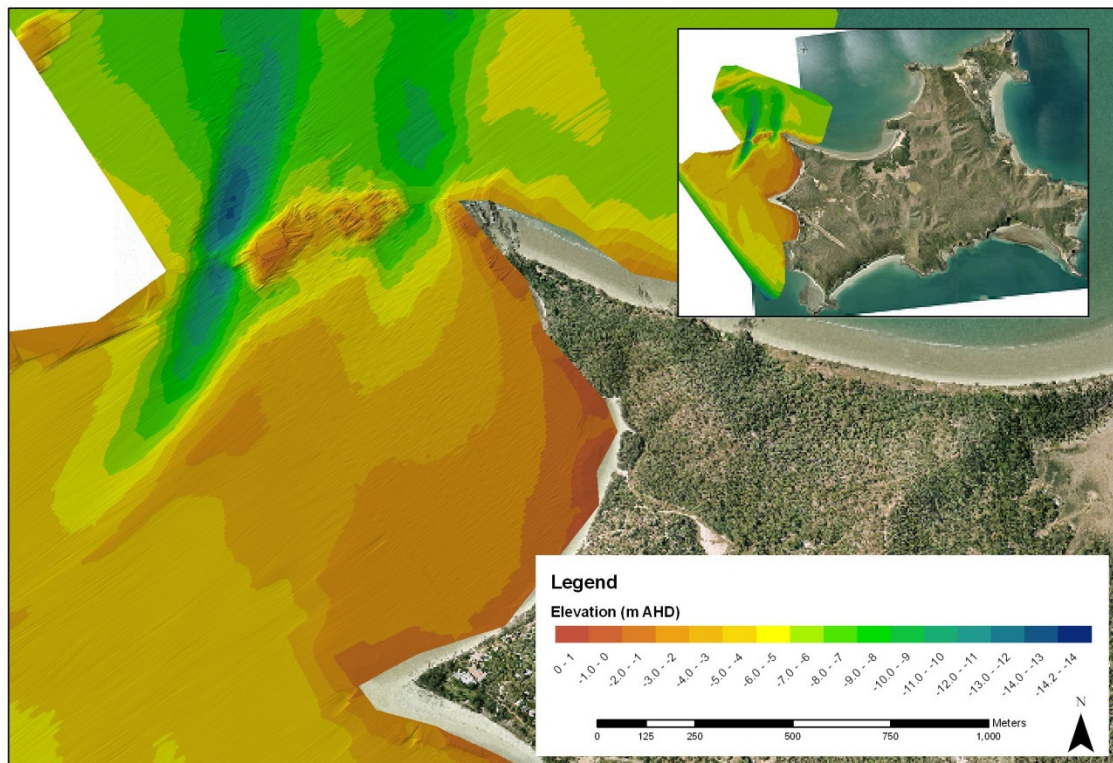 Legend
Elevation (m AHD)
0 - 1
-1.0 - 0
-2.0 - -1
-3.0 - -2
-4.0 - -3
-5.0 - -4
-6.0 - -5
-7.0 - -6
-8.0 - -7
-9.0 - -8
-10.0 - -9
-11.0 - -10
-12.0 - -11
-13.0 - -12
-14.0 - -13
-14.2 - -14
N
Meters
0 125 250 500 750 1,000